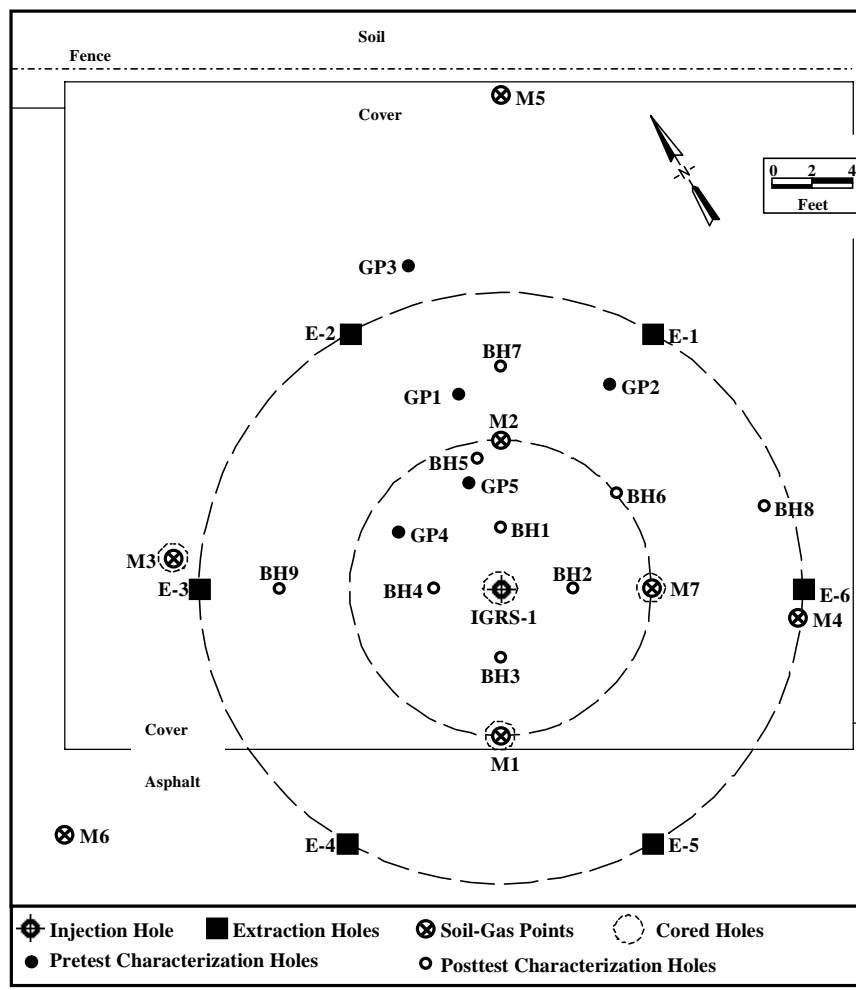 Soil
Fence
M5
Cover
N
0 2 4
Feet
GP3
E-2
E-1
BH7
GP1
GP2
M2
BH5
GP5
BH6
BH8
BH1
GP4
M3
E-3
BH9
BH4
BH2
M7
E-6
IGRS-1
M4
BH3
Cover
M1
Asphalt
M6
E-4
E-5
Injection Hole Extraction Holes Soil-Gas Points Cored Holes
Pretest Characterization Holes Posttest Characterization Holes